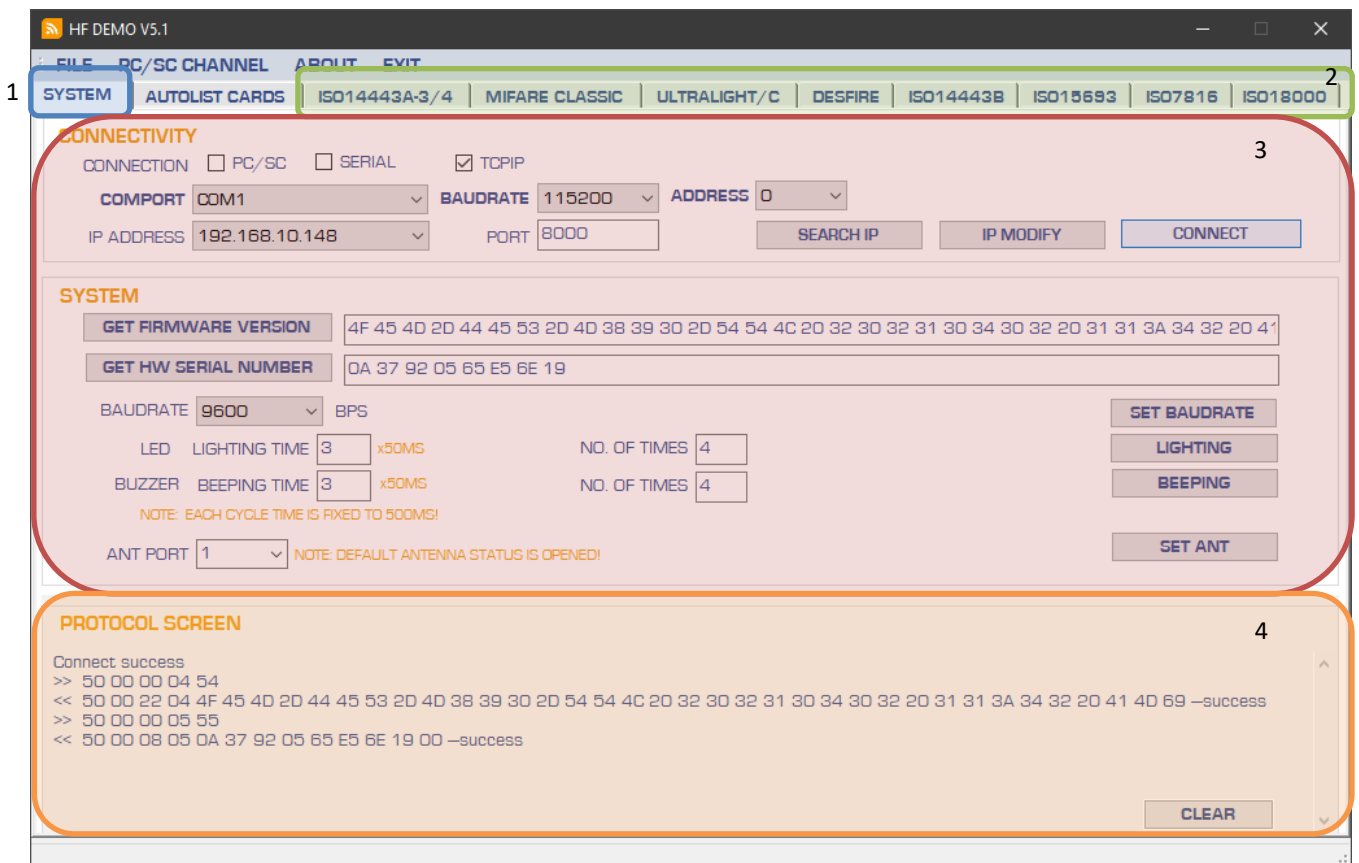 HF DEMO V5.1
FILE PC/SC CHANNEL ABOUT EXIT
2
1 SYSTEM AUTOLIST CARDS ISO14443A-3/4 MIFARE CLASSIC ULTRALIGHT/C DESFIRE ISO14443B ISO15693 ISO7816 ISO18000
CONNECTIVITY
3
CONNECTION PC/SC SERIAL TCPIP
COMPORT COM1 BAUDRATE 115200 ADDRESS 0
IP ADDRESS 192.168.10.148 PORT 8000 SEARCH IP IP MODIFY CONNECT
SYSTEM
GET FIRMWARE VERSION 4F 45 4D 2D 44 45 53 2D 4D 38 39 30 2D 54 54 4C 20 32 30 32 31 30 34 30 32 20 31 31 3A 34 32 20 41
GET HW SERIAL NUMBER 0A 37 92 05 65 E5 6E 19
BAUDRATE 9600 BPS SET BAUDRATE
LED LIGHTING TIME 3 x50MS NO. OF TIMES 4 LIGHTING
BUZZER BEEPING TIME 3 x50MS NO. OF TIMES 4 BEEPING
NOTE: EACH CYCLE TIME IS FIXED TO 500MS!
ANT PORT 1 NOTE: DEFAULT ANTENNA STATUS IS OPENED! SET ANT
PROTOCOL SCREEN
4
Connect success
>> 50 00 00 04 54
<< 50 00 22 04 4F 45 4D 2D 44 45 53 2D 4D 38 39 30 2D 54 54 4C 20 32 30 32 31 30 34 30 32 20 31 31 3A 34 32 20 41 4D 69 –success
>> 50 00 00 05 55
<< 50 00 08 05 0A 37 92 05 65 E5 6E 19 00 –success
CLEAR